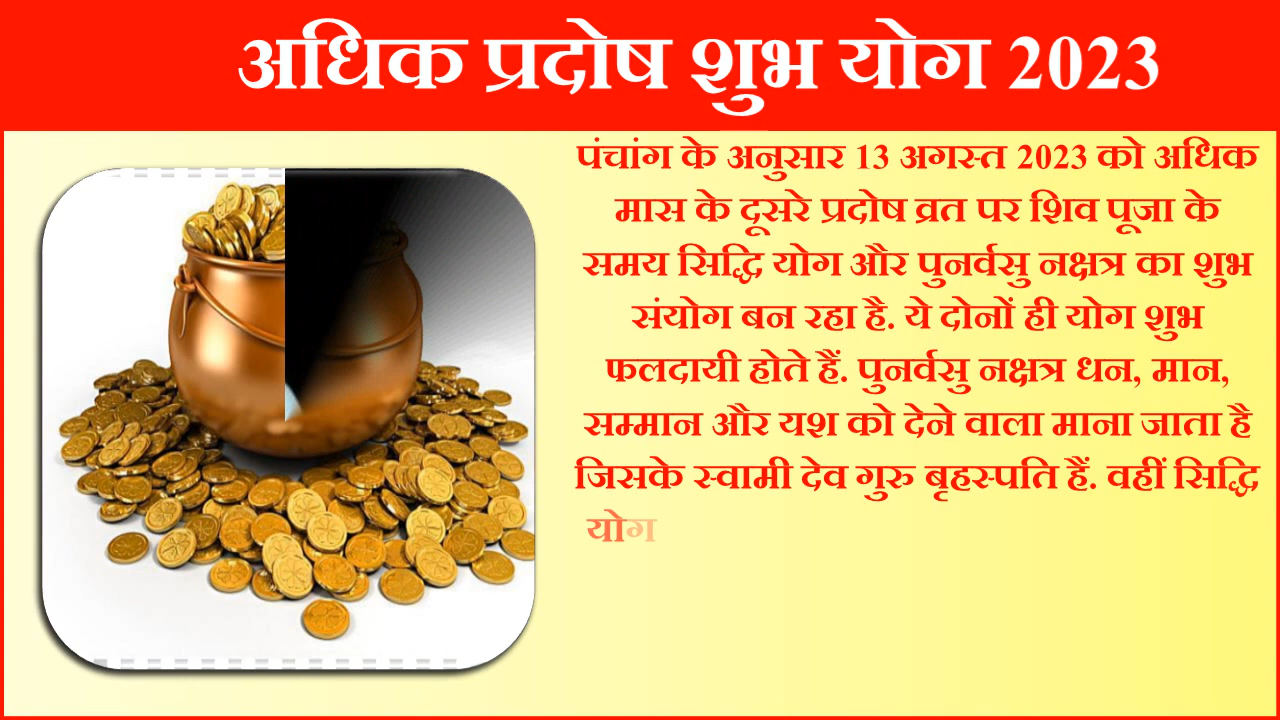 अधिक प्रदोष शुभ योग 2023
पंचांग के अनुसार 13 अगस्त 2023 को अधिक
मास के दूसरे प्रदोष व्रत पर शिव पूजा के
समय सिद्धि योग और पुनर्वसु नक्षत्र का शुभ
संयोग बन रहा है. ये दोनों ही योग शुभ
फलदायी होते हैं. पुनर्वसु नक्षत्र धन, मान,
सम्मान और यश को देने वाला माना जाता है
जिसके स्वामी देव गुरु बृहस्पति हैं. वहीं सिद्धि
योग